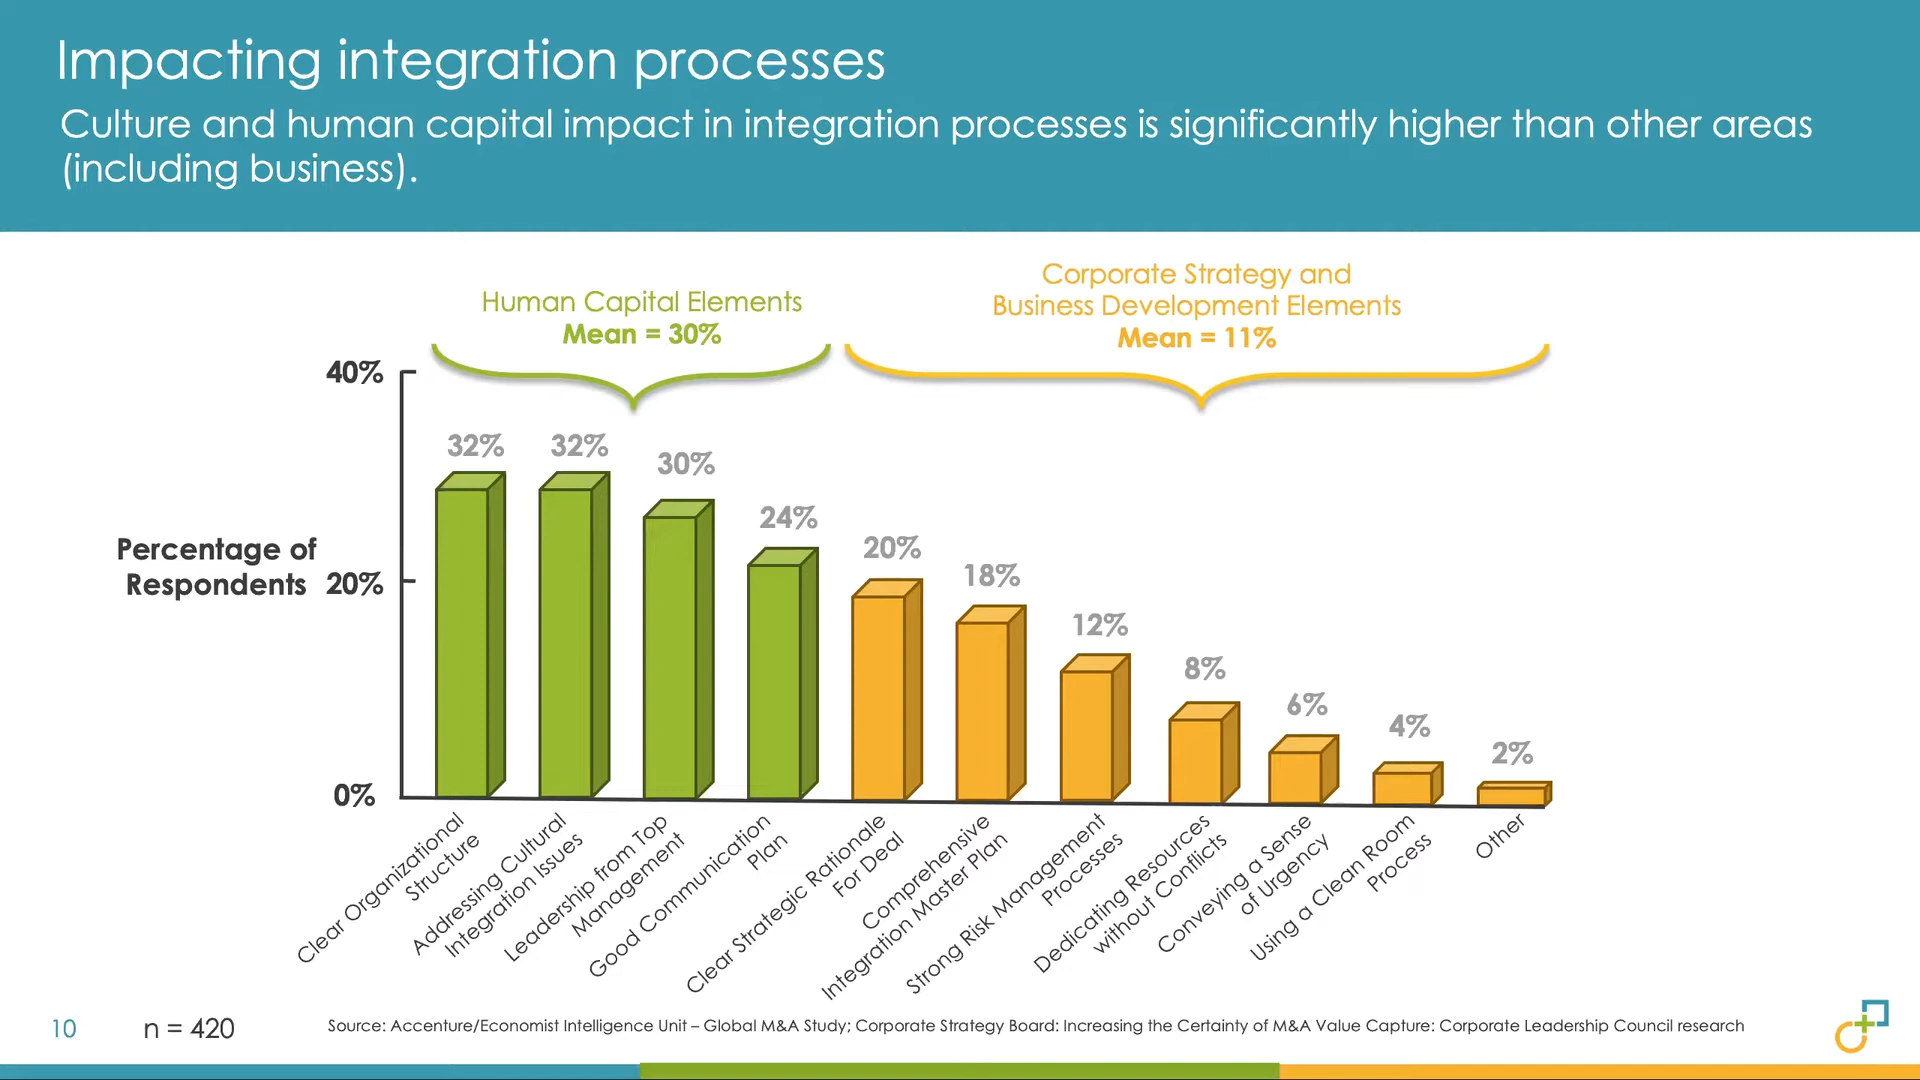 Impacting integration processes
Culture and human capital impact in integration processes is significantly higher than other areas
(including business).
Human Capital Elements
Mean = 30%
Corporate Strategy and
Business Development Elements
Mean = 11%
40%
20%
0%
Percentage of
Respondents
32%
32%
30%
24%
20%
18%
12%
8%
6%
4%
2%
Clear Organizational
Structure
Addressing Cultural
Integration Issues
Leadership from Top
Management
Good Communication
Plan
Clear Strategic Rationale
For Deal
Comprehensive
Integration Master Plan
Strong Risk Management
Processes
Dedicating Resources
without Conflicts
Conveying a Sense
of Urgency
Using a Clean Room
Process
Other
10
n = 420
Source: Accenture/Economist Intelligence Unit – Global M&A Study; Corporate Strategy Board: Increasing the Certainty of M&A Value Capture: Corporate Leadership Council research